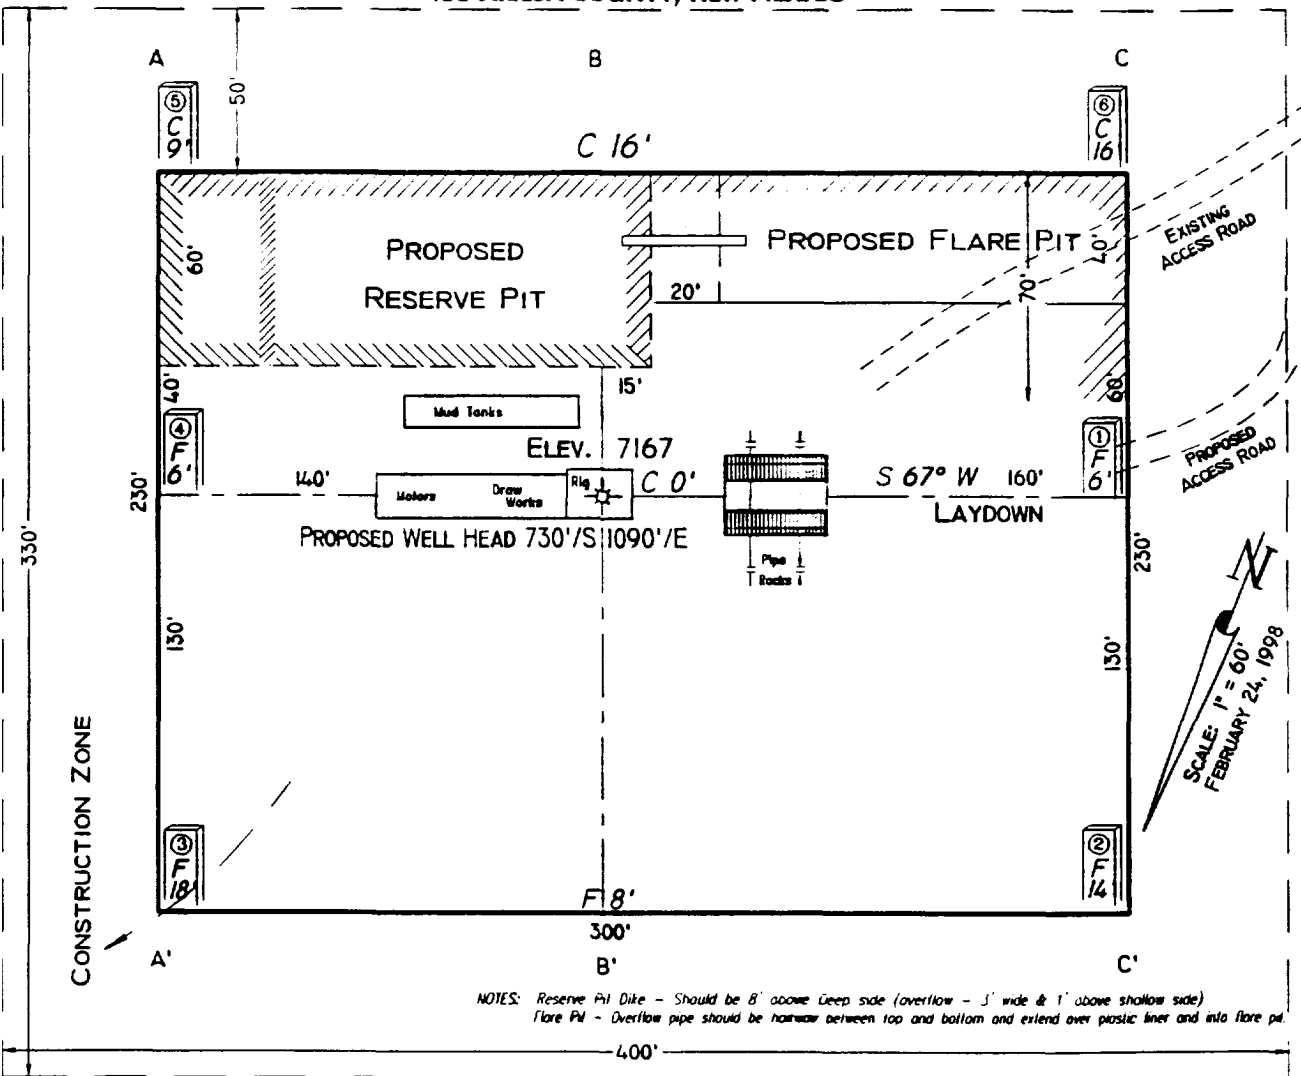 A
B
C
50'
⑤
C
9'
⑥
C
16
C 16'
60'
PROPOSED
RESERVE PIT
PROPOSED FLARE PIT
40'
70'
20'
EXISTING
ACCESS ROAD
40'
15'
60'
Mud Tanks
④
F
6'
①
F
6'
ELEV. 7167
PROPOSED
ACCESS ROAD
230'
140'
Motors
Draw
Works
Rig
C 0'
S 67° W
160'
LAYDOWN
PROPOSED WELL HEAD 730'/S 1090'/E
Pipe
Racks
330'
230'
N
130'
130'
SCALE: 1" = 60'
FEBRUARY 24, 1998
CONSTRUCTION ZONE
③
F
18'
②
F
14
F 8'
300'
A'
B'
C'
NOTES: Reserve Pit Dike - Should be 8' above Deep side (overflow - 3' wide & 1' above shallow side)
Flare Pit - Overflow pipe should be halfway between top and bottom and extend over plastic liner and into flare pit.
400'